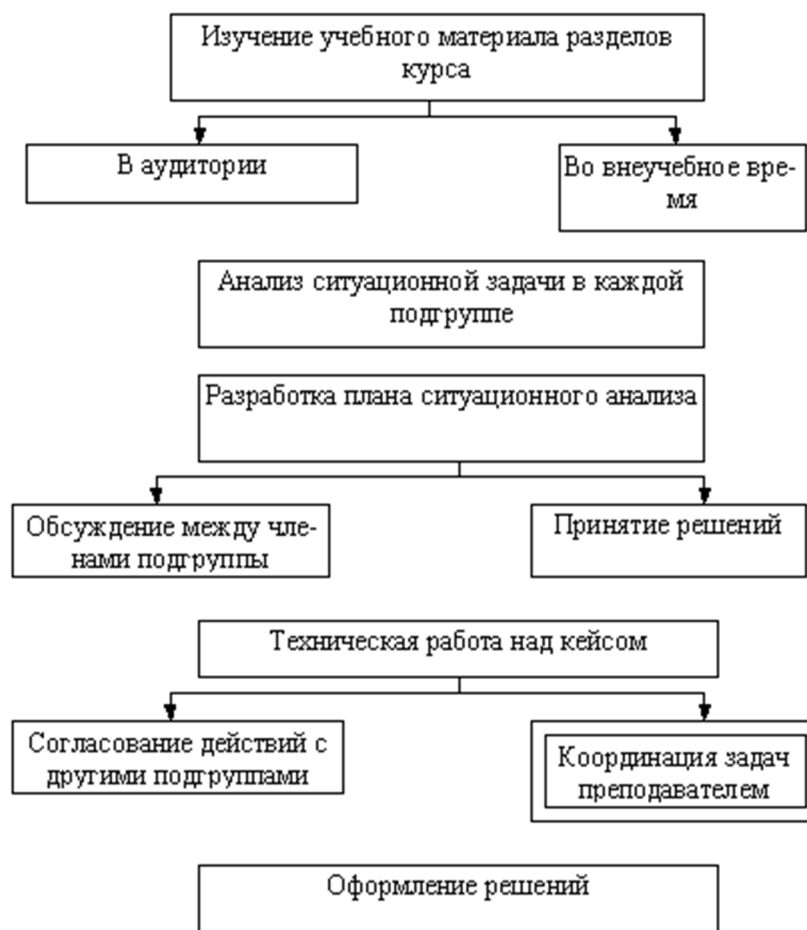 Изучение учебного материала разделов
курса
В аудитории
Во внеучебное вре-
мя
Анализ ситуационной задачи в каждой
подгруппе
Разработка плана ситуационного анализа
Обсуждение между чле-
нами подгруппы
Принятие решений
Техническая работа над кейсом
Согласование действий с
другими подгруппами
Координация задач
преподавателем
Оформление решений